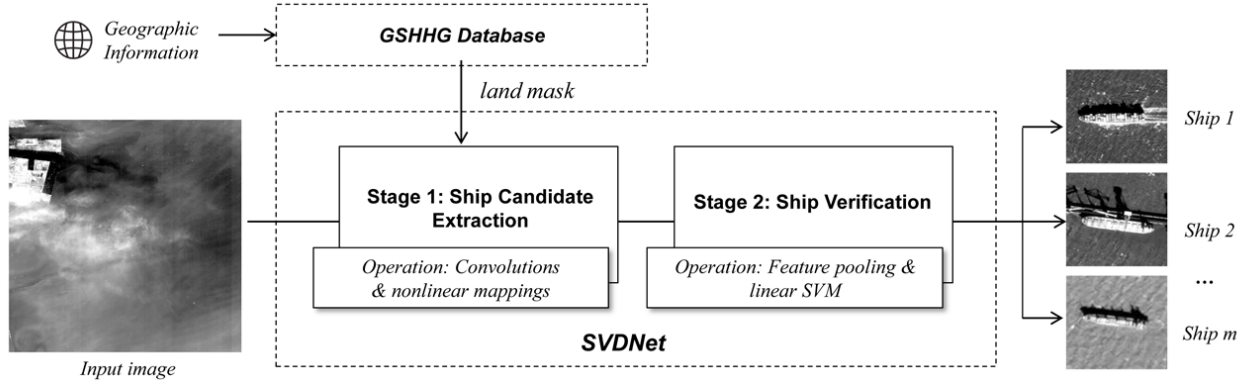 Geographic
Information
GSHHG Database
land mask
Stage 1: Ship Candidate
Extraction
Operation: Convolutions
& nonlinear mappings
Stage 2: Ship Verification
Operation: Feature pooling &
linear SVM
SVDNet
Input image
Ship 1
Ship 2
...
Ship m